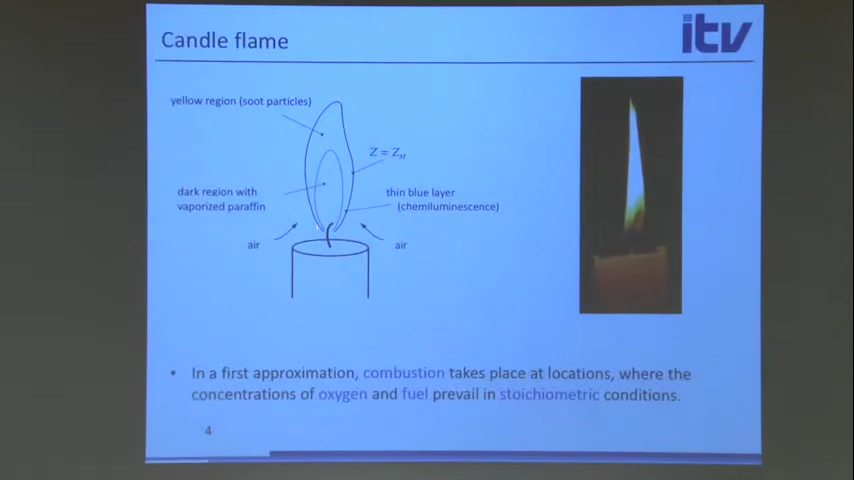 Candle flame
itv
yellow region (soot particles)
Z = Zst
dark region with
vaporized paraffin
thin blue layer
(chemiluminescence)
air
air
• In a first approximation, combustion takes place at locations, where the
concentrations of oxygen and fuel prevail in stoichiometric conditions.
4